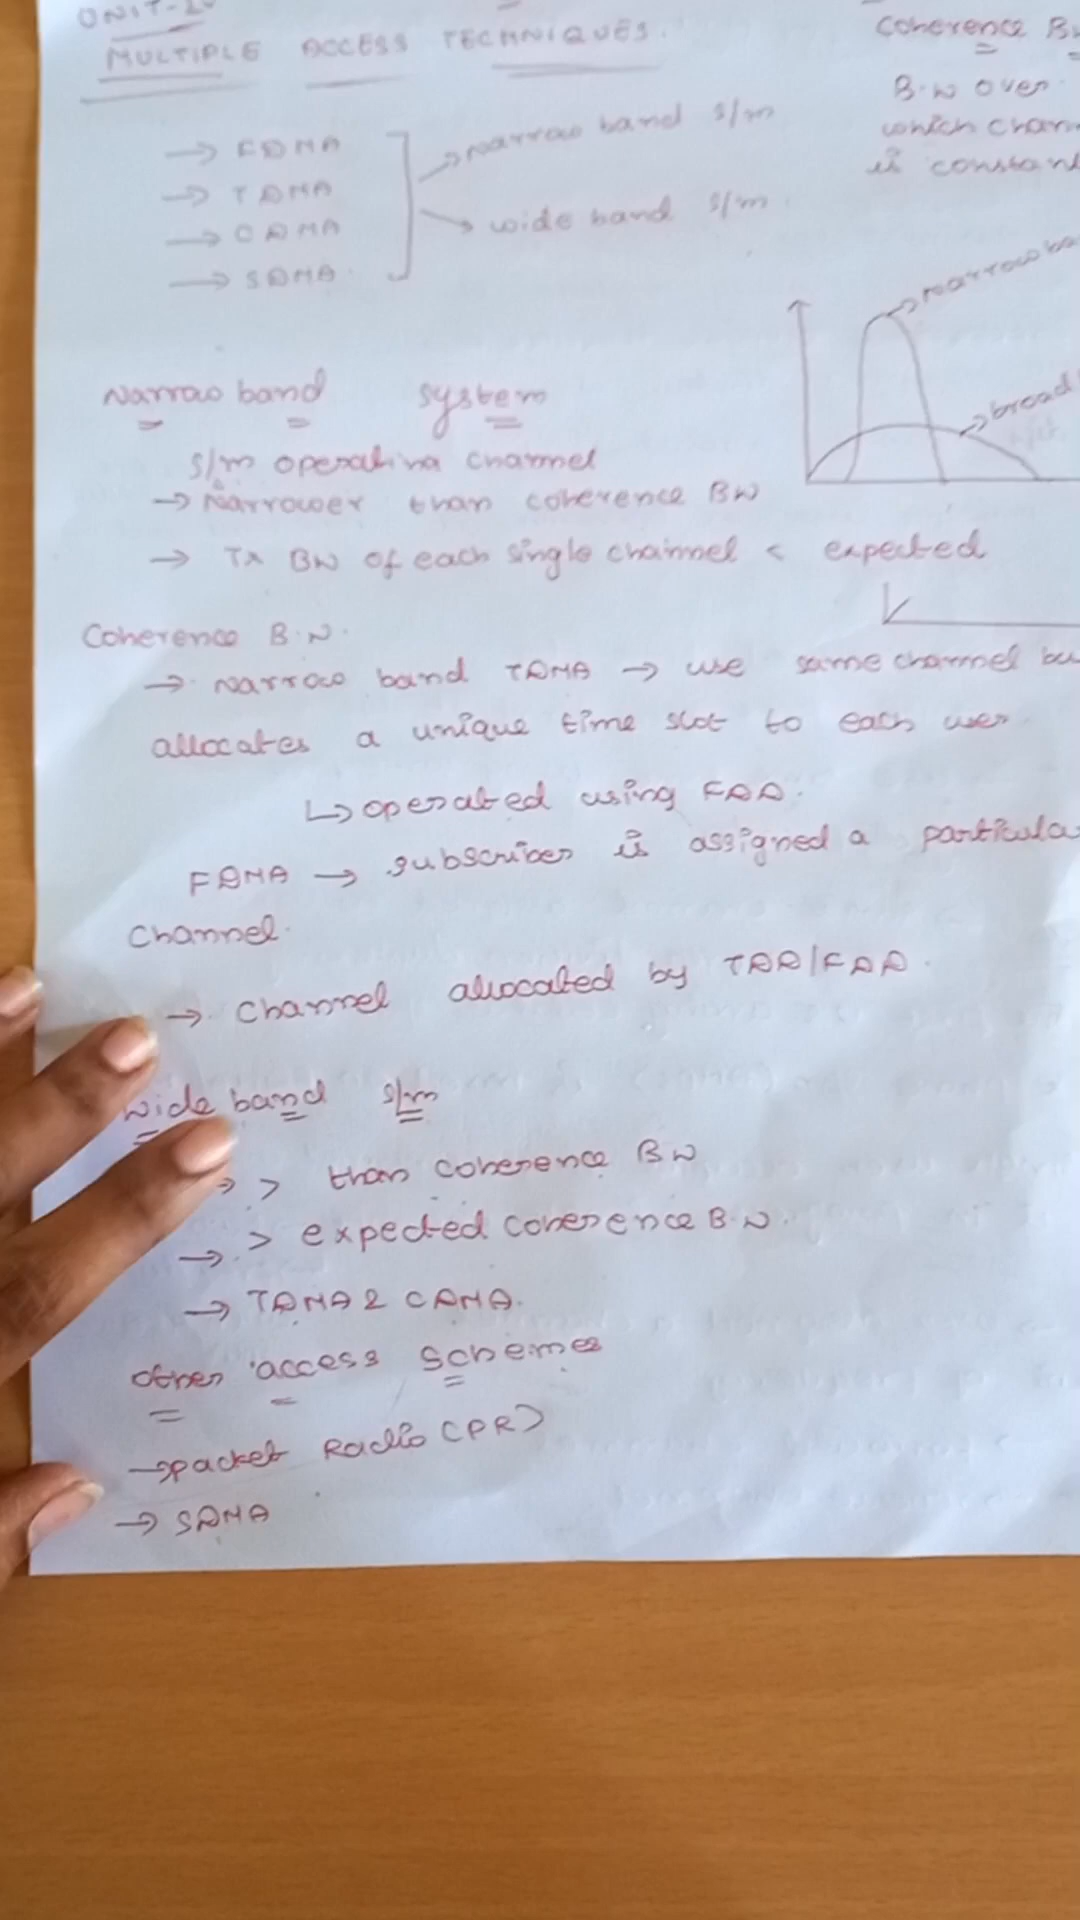 UNIT-
MULTIPLE ACCESS TECHNIQUES.
→ FDMA
→ TDMA
→ CDMA
→ SDMA.
→ narrow band s/m
→ wide band s/m.
Coherence B.
B.W over
which chan
is constan
→ narrow ba
→ broad
Narrow band system
s/m operating channel
→ Narrower than coherence BW
→ Tx BW of each single channel < expected
Coherence B.W.
→ narrow band TDMA → use same channel bu
allocates a unique time slot to each user.
↳ operated using FDD.
FDMA → subscriber is assigned a particula
channel.
→ channel allocated by TDD/FDD.
wide band s/m
→ > than coherence BW
→ > expected coherence B.W.
→ TDMA & CDMA.
other access schemes
→ packet Radio (PR)
→ SDMA